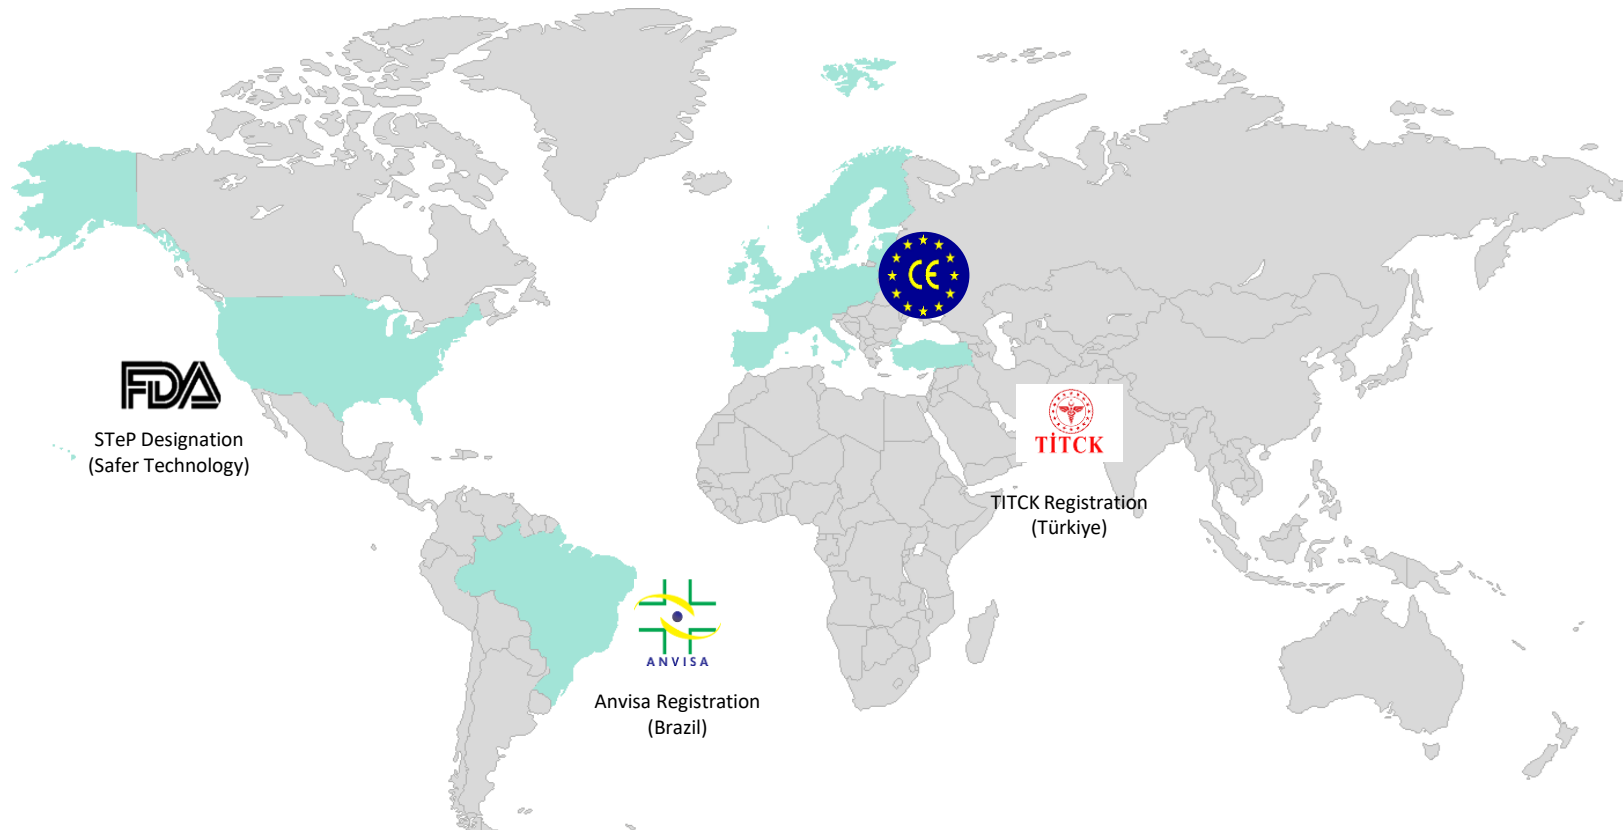 CE
FDA
STeP Designation
(Safer Technology)
TİTCK
TITCK Registration
(Türkiye)
ANVISA
Anvisa Registration
(Brazil)